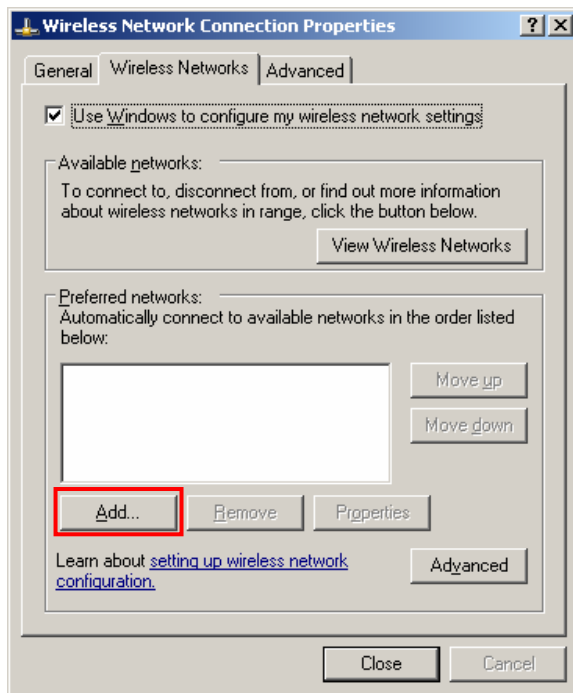 Wireless Network Connection Properties
General Wireless Networks Advanced
Use Windows to configure my wireless network settings
Available networks:
To connect to, disconnect from, or find out more information
about wireless networks in range, click the button below.
View Wireless Networks
Preferred networks:
Automatically connect to available networks in the order listed
below:
Move up
Move down
Add... Remove Properties
Learn about setting up wireless network
configuration.
Advanced
Close Cancel